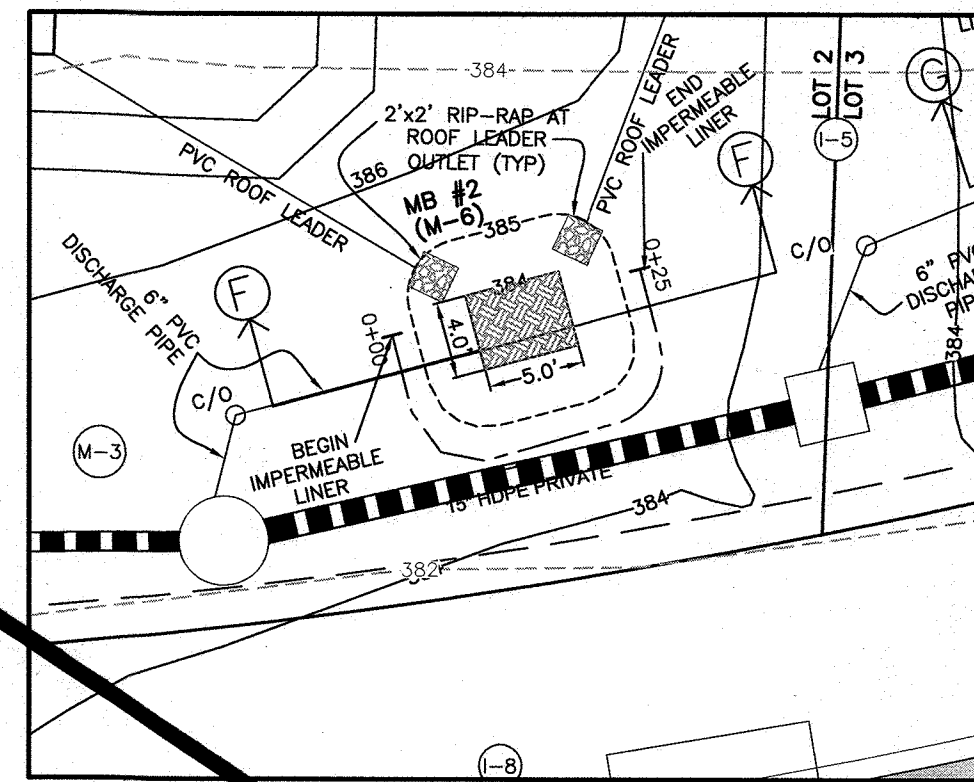 384
LOT 2
LOT 3
I-5
G
2'x2' RIP-RAP AT
ROOF LEADER
OUTLET (TYP)
PVC ROOF LEADER
END
IMPERMEABLE
LINER
F
386
MB #2
(M-6)
385
PVC ROOF LEADER
DISCHARGE PIPE
6" PVC
F
0+00
4.0'
384
5.0'
0+25
C/O
6" PVC
384
C/O
M-3
BEGIN
IMPERMEABLE
LINER
15" HDPE PRIVATE
384
382
I-8